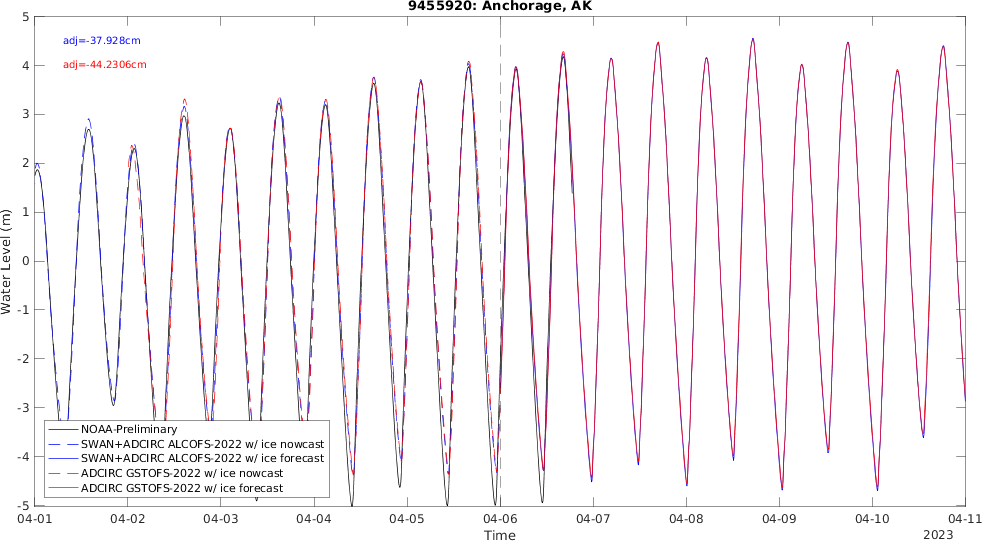 9455920: Anchorage, AK
adj=-37.928cm
adj=-44.2306cm
Water Level (m)
5
4
3
2
1
0
-1
-2
-3
-4
-5
NOAA-Preliminary
SWAN+ADCIRC ALCOFS-2022 w/ ice nowcast
SWAN+ADCIRC ALCOFS-2022 w/ ice forecast
ADCIRC GSTOFS-2022 w/ ice nowcast
ADCIRC GSTOFS-2022 w/ ice forecast
04-01 04-02 04-03 04-04 04-05 04-06 04-07 04-08 04-09 04-10 04-11
Time
2023